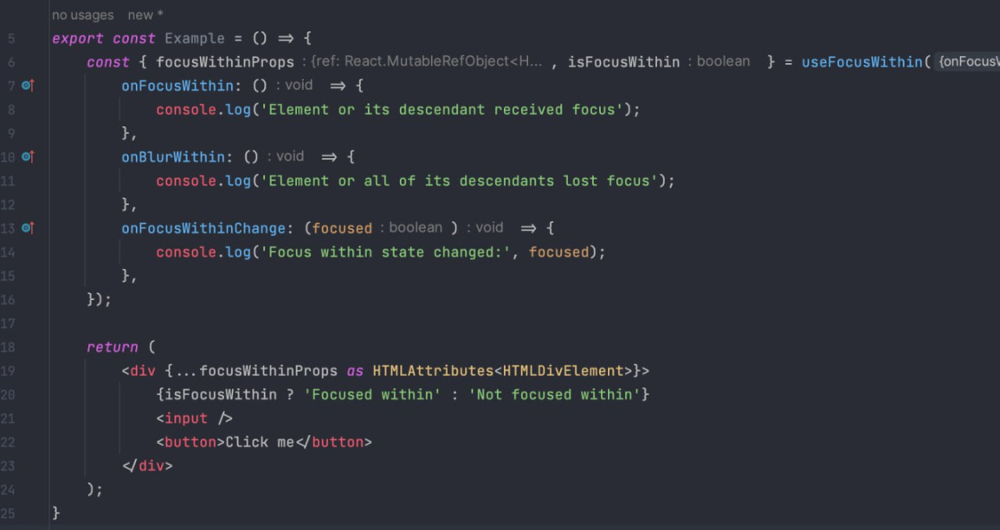 no usages new *
5 export const Example = () => {
6 const { focusWithinProps : {ref: React.MutableRefObject<H... , isFocusWithin : boolean } = useFocusWithin( {onFocusW
7 onFocusWithin: () : void => {
8 console.log('Element or its descendant received focus');
9 },
10 onBlurWithin: () : void => {
11 console.log('Element or all of its descendants lost focus');
12 },
13 onFocusWithinChange: (focused : boolean ) : void => {
14 console.log('Focus within state changed:', focused);
15 },
16 });
17
18 return (
19 <div {...focusWithinProps as HTMLAttributes<HTMLDivElement>}>
20 {isFocusWithin ? 'Focused within' : 'Not focused within'}
21 <input />
22 <button>Click me</button>
23 </div>
24 );
25 }